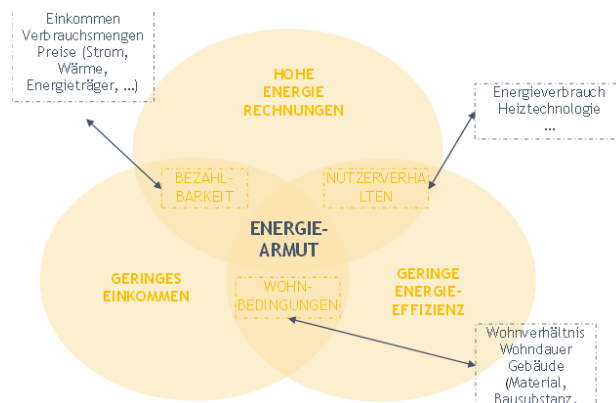 Einkommen
Verbrauchsmengen
Preise (Strom,
Wärme,
Energieträger, ...)
HOHE
ENERGIE
RECHNUNGEN
Energieverbrauch
Heiztechnologie
...
BEZAHL-
BARKEIT
NUTZERVERHA
LTEN
ENERGIE-
ARMUT
GERINGES
EINKOMMEN
WOHN-
BEDINGUNGEN
GERINGE
ENERGIE-
EFFIZIENZ
Wohnverhältnis
Wohndauer
Gebäude
(Material,
Bausubstanz,